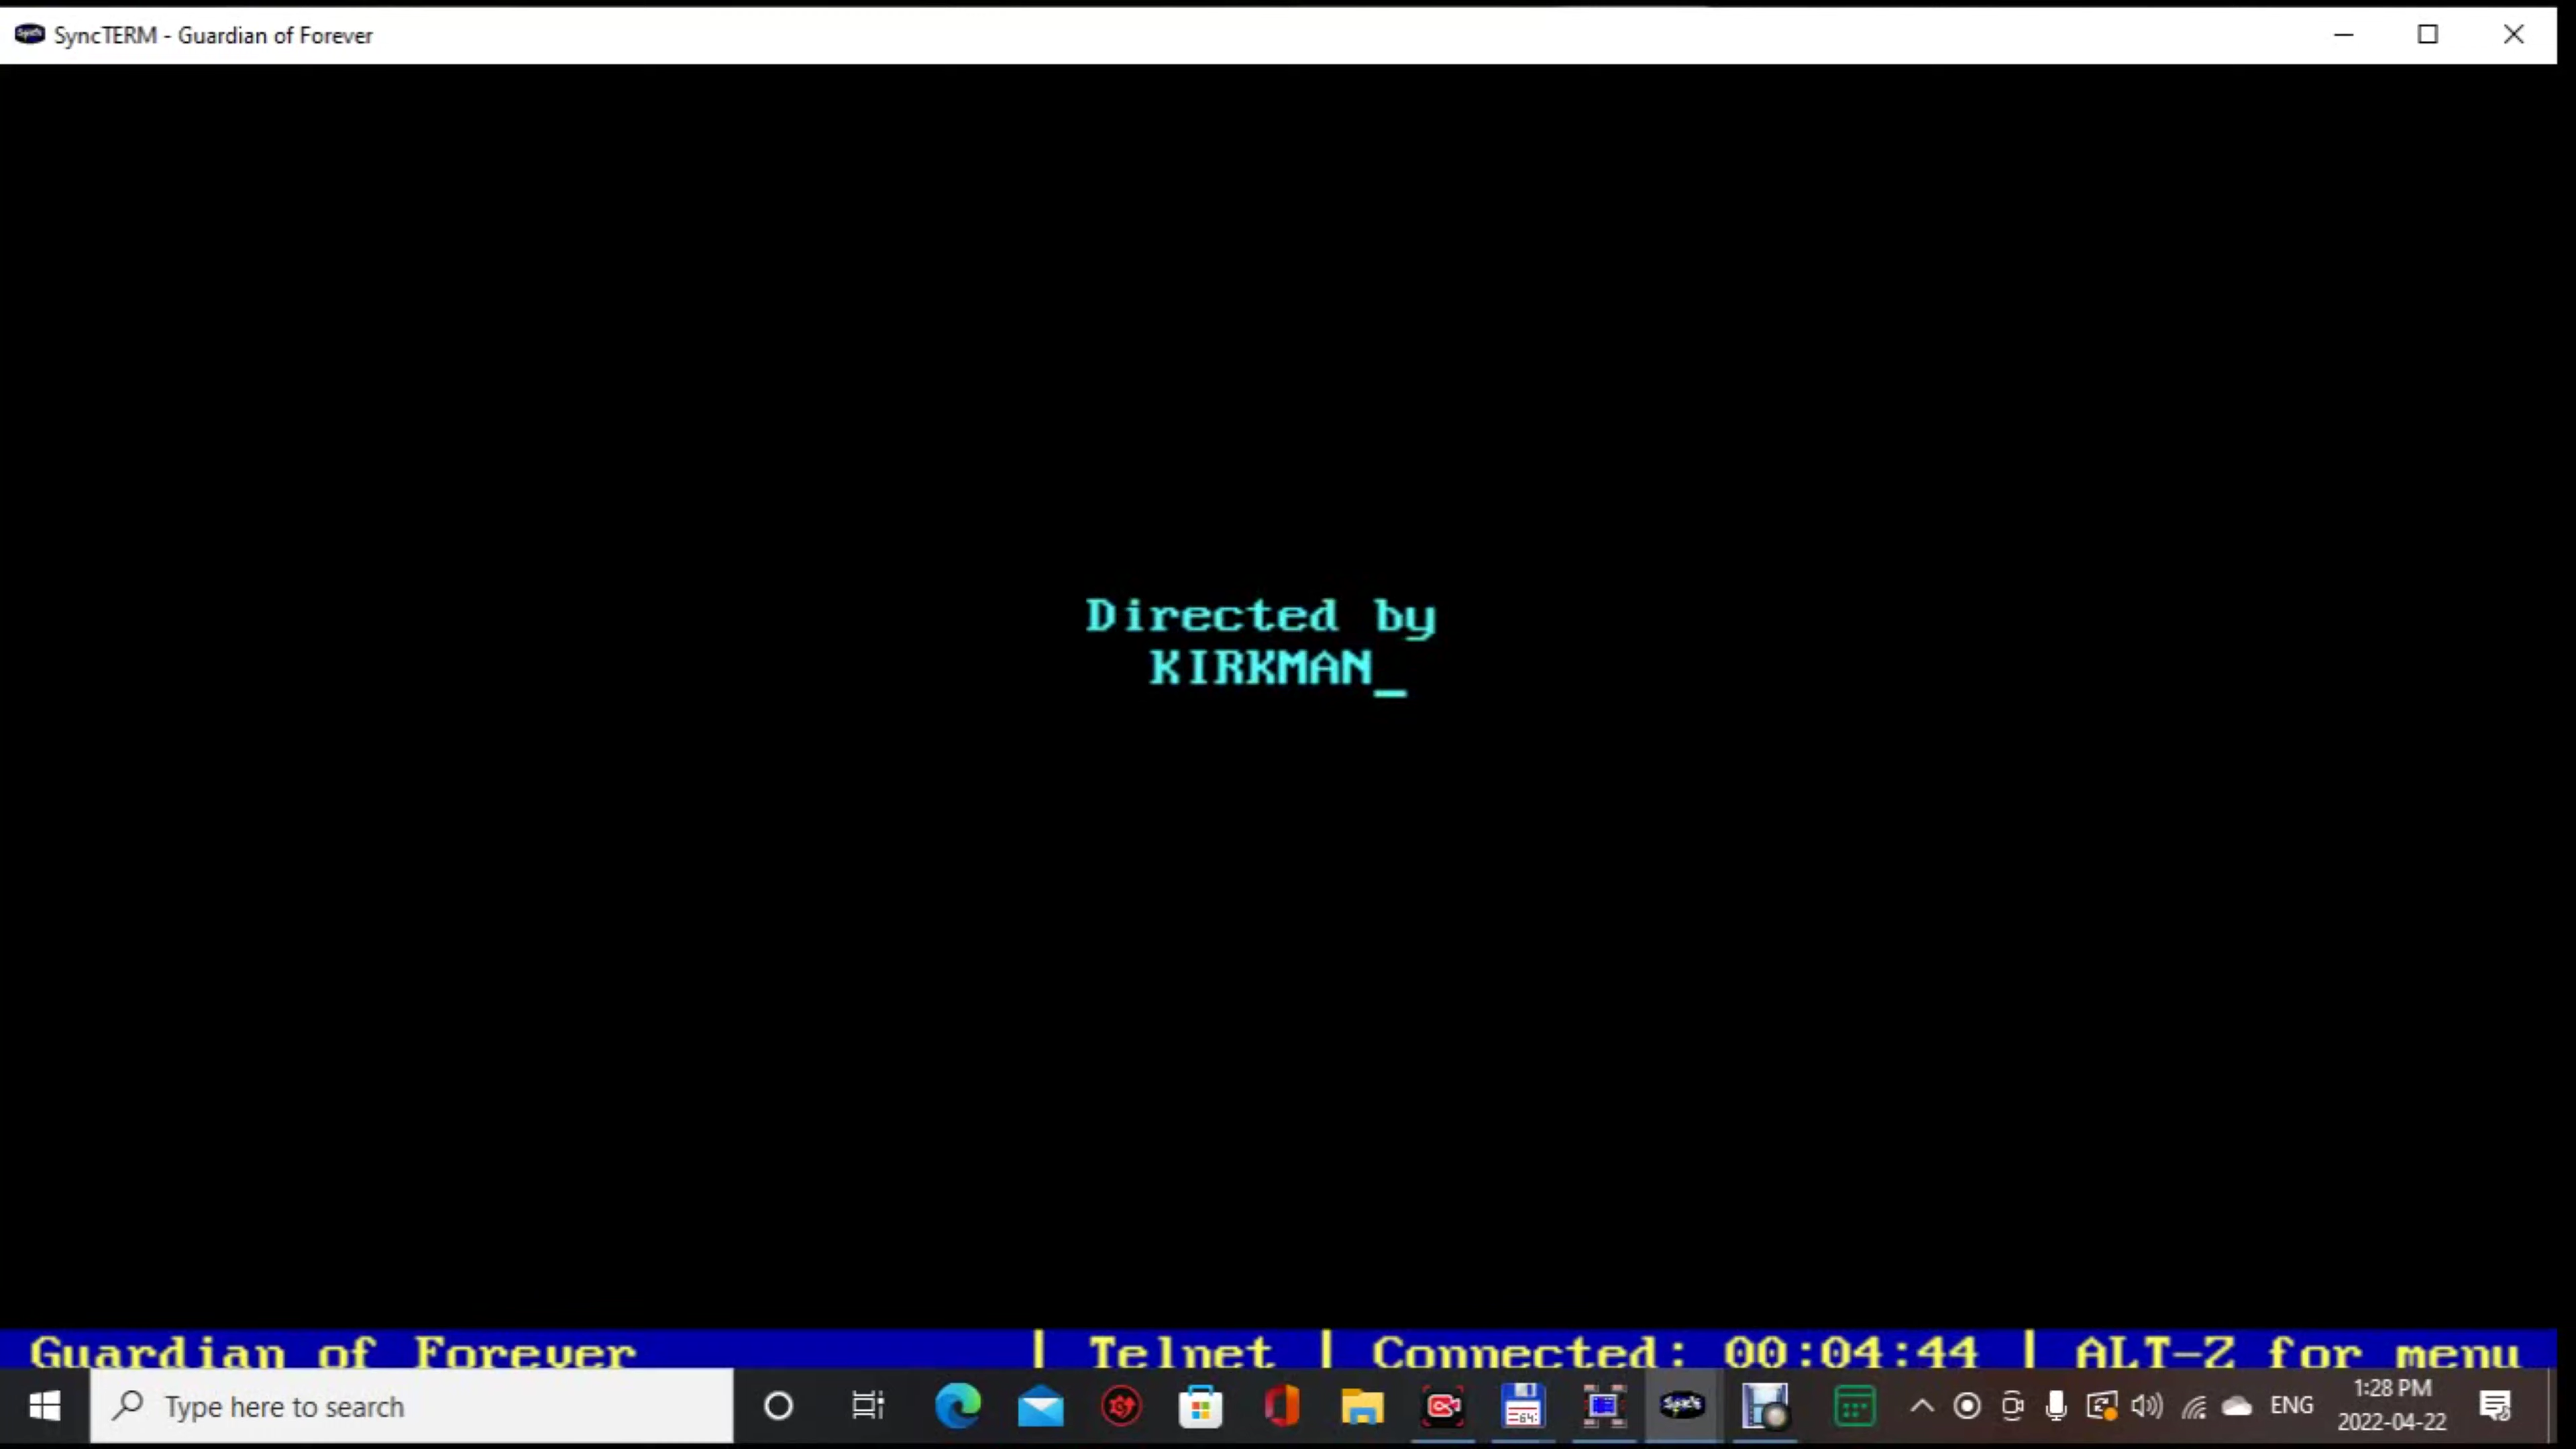 SyncTERM - Guardian of Forever
Directed by
KIRKMAN_
Guardian of Forever | Telnet | Connected: 00:04:44 | ALT-Z for menu
Type here to search
64
ENG
1:28 PM
2022-04-22